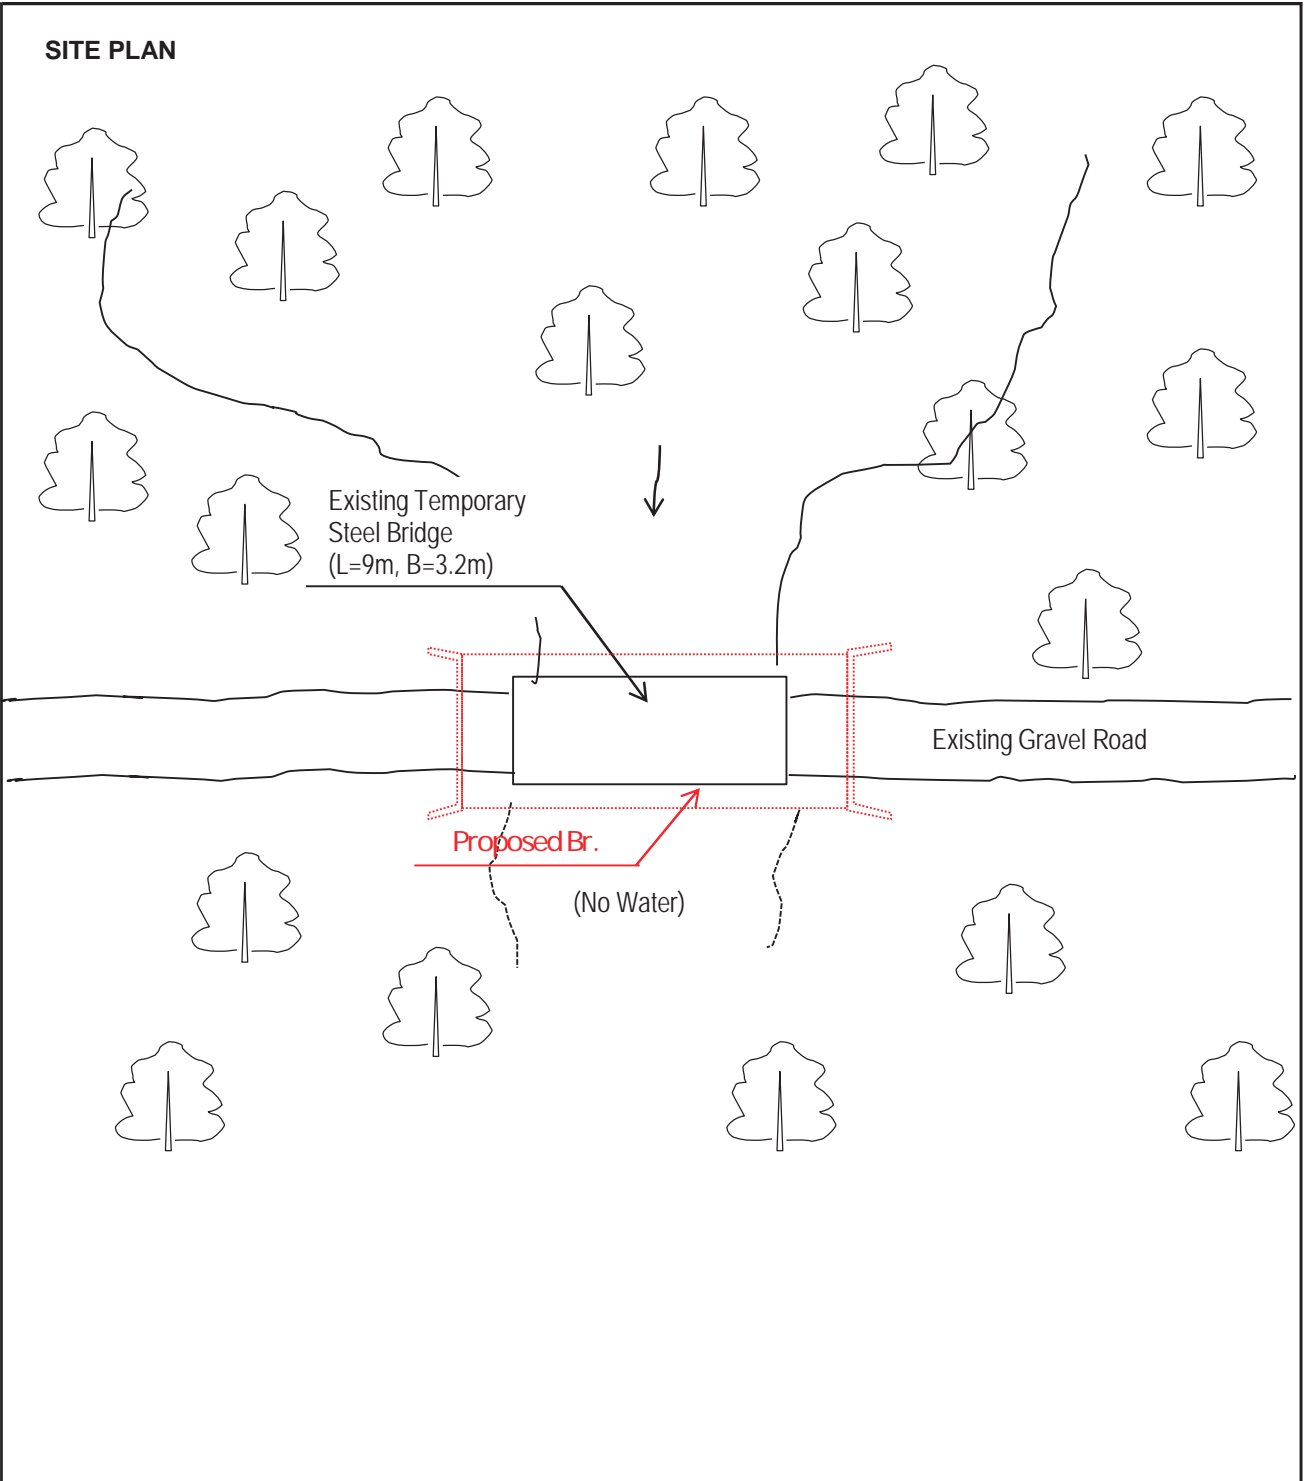 SITE PLAN
Existing Temporary
Steel Bridge
(L=9m, B=3.2m)
Existing Gravel Road
Proposed Br.
(No Water)